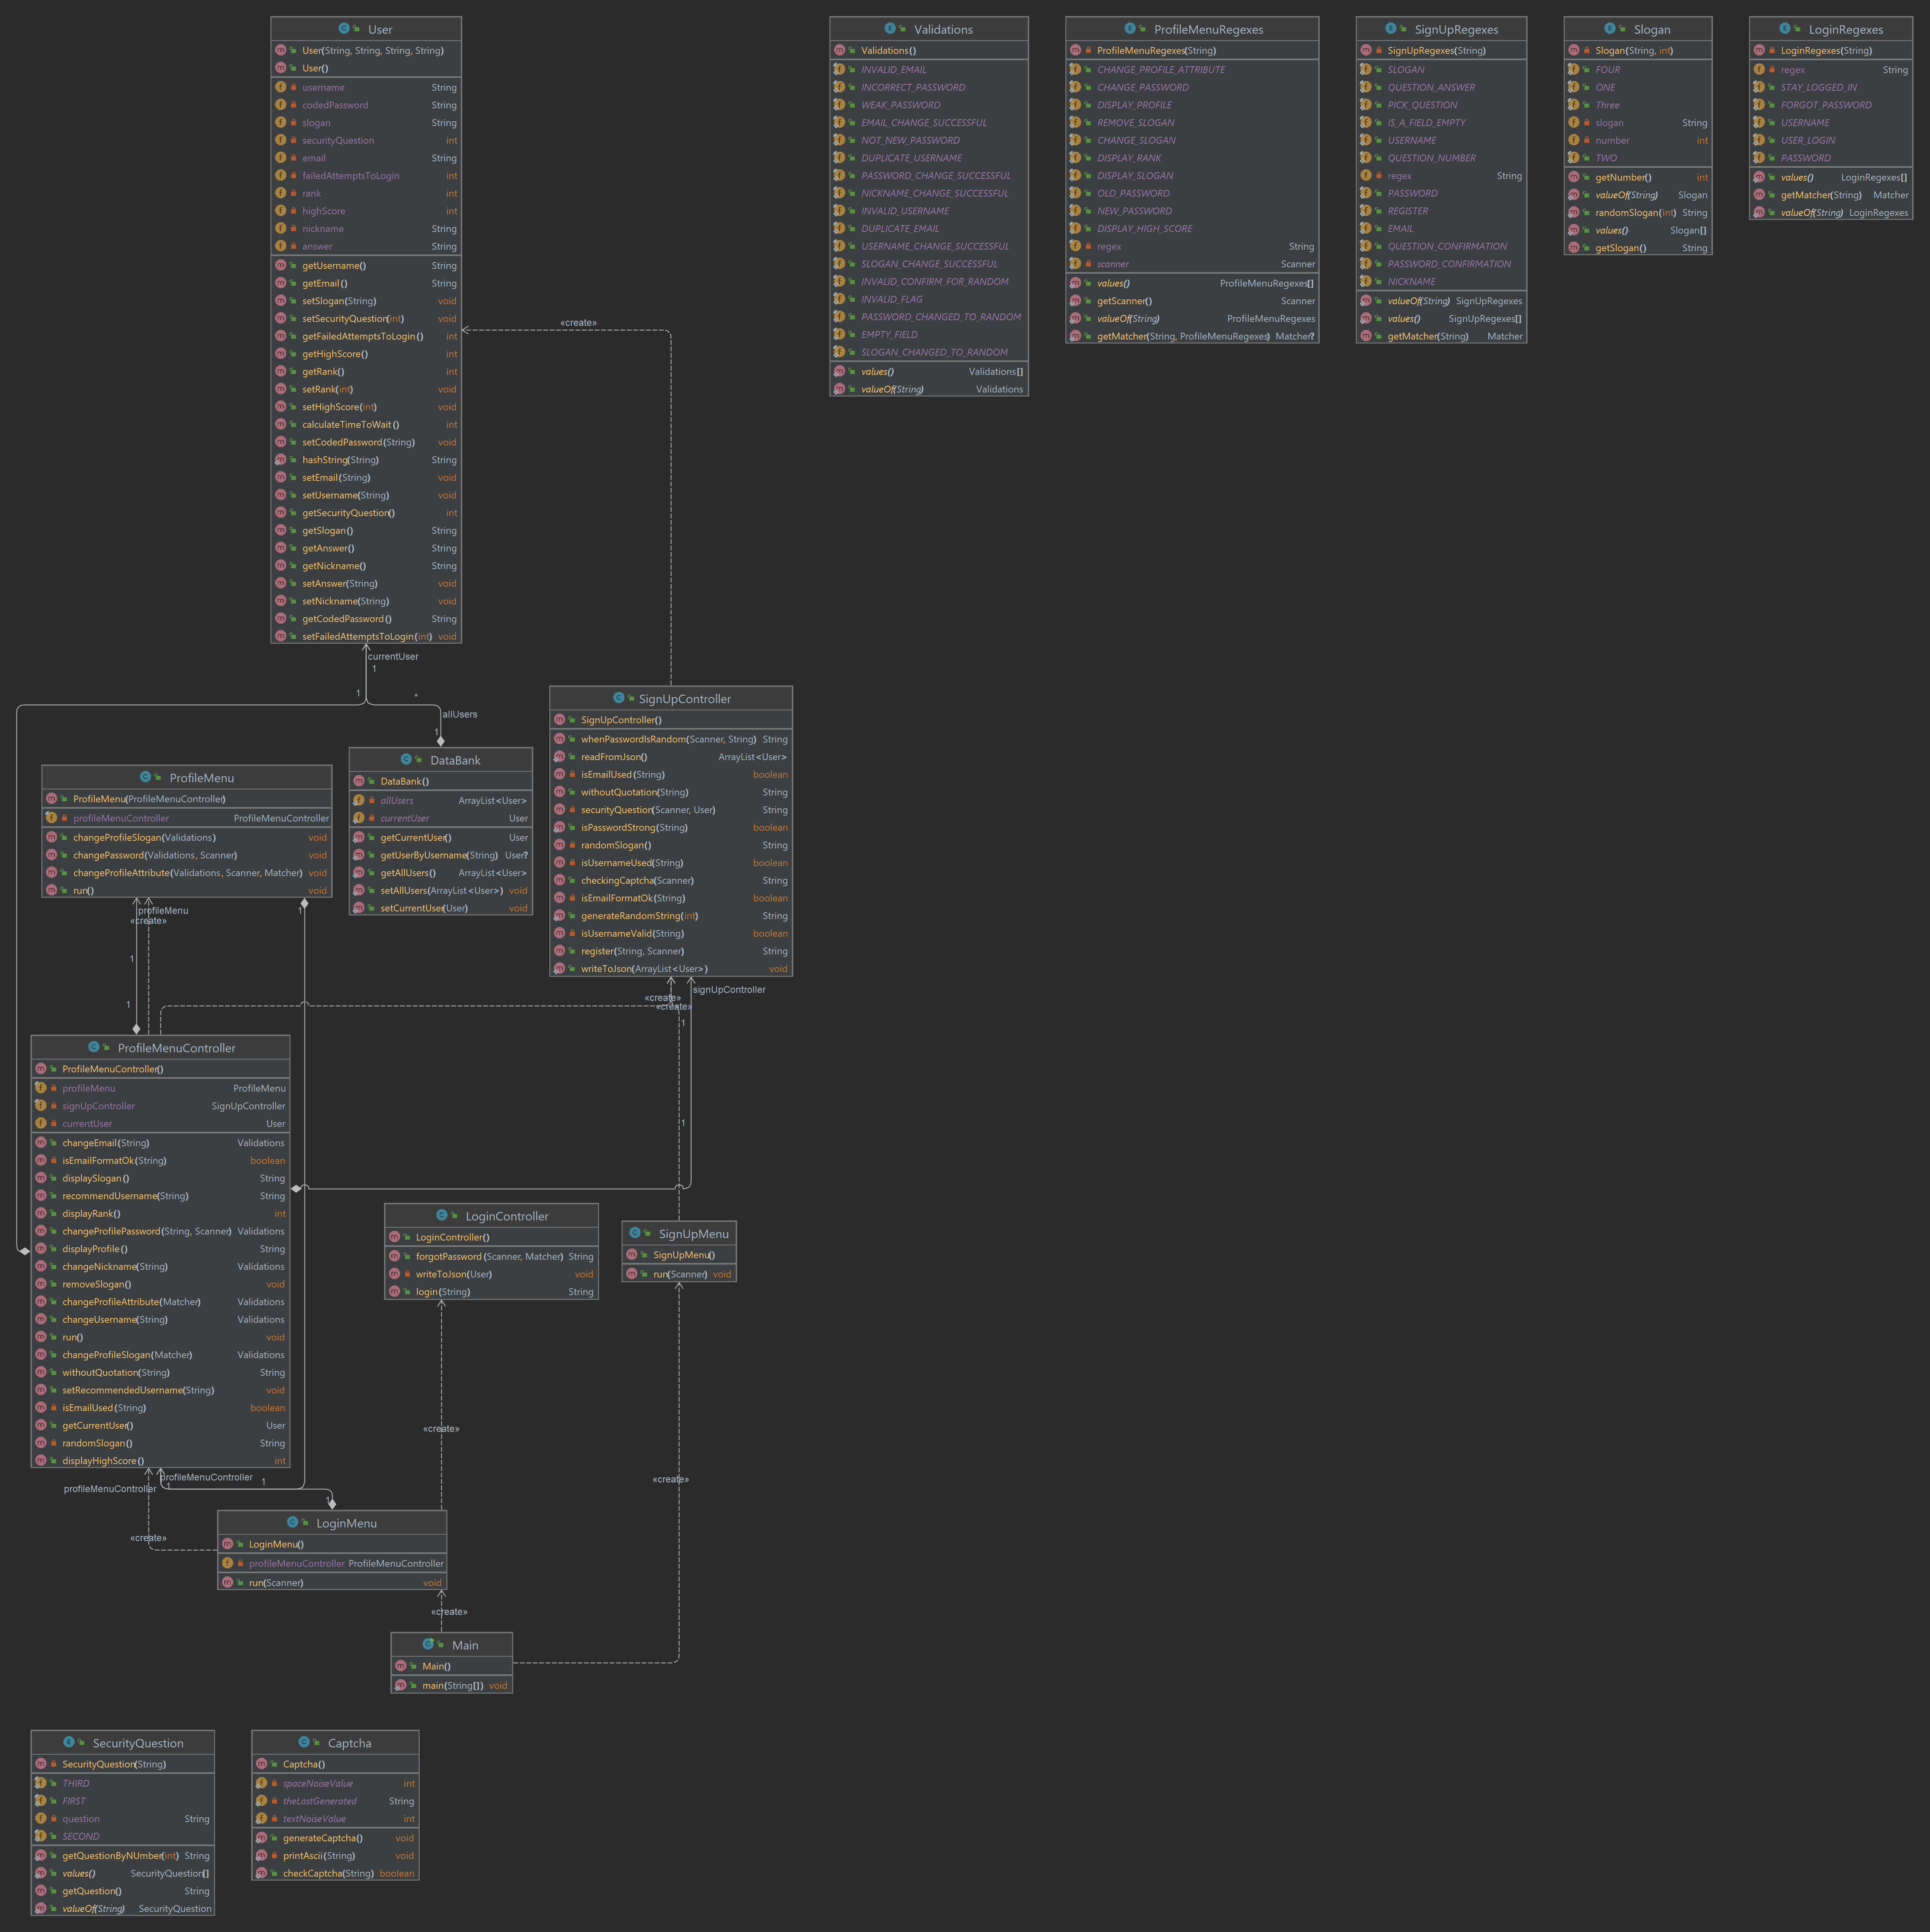 User
User(String, String, String, String)
User()
username String
codedPassword String
slogan String
securityQuestion int
email String
failedAttemptsToLogin int
rank int
highScore int
nickname String
answer String
getUsername() String
getEmail() String
setSlogan(String) void
setSecurityQuestion(int) void
getFailedAttemptsToLogin() int
getHighScore() int
getRank() int
setRank(int) void
setHighScore(int) void
calculateTimeToWait() int
setCodedPassword(String) void
hashString(String) String
setEmail(String) void
setUsername(String) void
getSecurityQuestion() int
getSlogan() String
getAnswer() String
getNickname() String
setAnswer(String) void
setNickname(String) void
getCodedPassword() String
setFailedAttemptsToLogin(int) void
Validations
Validations()
INVALID_EMAIL
INCORRECT_PASSWORD
WEAK_PASSWORD
EMAIL_CHANGE_SUCCESSFUL
NOT_NEW_PASSWORD
DUPLICATE_USERNAME
PASSWORD_CHANGE_SUCCESSFUL
NICKNAME_CHANGE_SUCCESSFUL
INVALID_USERNAME
DUPLICATE_EMAIL
USERNAME_CHANGE_SUCCESSFUL
SLOGAN_CHANGE_SUCCESSFUL
INVALID_CONFIRM_FOR_RANDOM
INVALID_FLAG
PASSWORD_CHANGED_TO_RANDOM
EMPTY_FIELD
SLOGAN_CHANGED_TO_RANDOM
values() Validations[]
valueOf(String) Validations
ProfileMenuRegexes
ProfileMenuRegexes(String)
CHANGE_PROFILE_ATTRIBUTE
CHANGE_PASSWORD
DISPLAY_PROFILE
REMOVE_SLOGAN
CHANGE_SLOGAN
DISPLAY_RANK
DISPLAY_SLOGAN
OLD_PASSWORD
NEW_PASSWORD
DISPLAY_HIGH_SCORE
regex String
scanner Scanner
values() ProfileMenuRegexes[]
getScanner() Scanner
valueOf(String) ProfileMenuRegexes
getMatcher(String, ProfileMenuRegexes) Matcher?
SignUpRegexes
SignUpRegexes(String)
SLOGAN
QUESTION_ANSWER
PICK_QUESTION
IS_A_FIELD_EMPTY
USERNAME
QUESTION_NUMBER
regex String
PASSWORD
REGISTER
EMAIL
QUESTION_CONFIRMATION
PASSWORD_CONFIRMATION
NICKNAME
valueOf(String) SignUpRegexes
values() SignUpRegexes[]
getMatcher(String) Matcher
Slogan
Slogan(String, int)
FOUR
ONE
Three
slogan String
number int
TWO
getNumber() int
valueOf(String) Slogan
randomSlogan(int) String
values() Slogan[]
getSlogan() String
LoginRegexes
LoginRegexes(String)
regex String
STAY_LOGGED_IN
FORGOT_PASSWORD
USERNAME
USER_LOGIN
PASSWORD
values() LoginRegexes[]
getMatcher(String) Matcher
valueOf(String) LoginRegexes
«create»
currentUser
1
1
*
allUsers
1
SignUpController
SignUpController()
whenPasswordIsRandom(Scanner, String) String
readFromJson() ArrayList<User>
isEmailUsed(String) boolean
withoutQuotation(String) String
securityQuestion(Scanner, User) String
isPasswordStrong(String) boolean
randomSlogan() String
isUsernameUsed(String) boolean
checkingCaptcha(Scanner) String
isEmailFormatOk(String) boolean
generateRandomString(int) String
isUsernameValid(String) boolean
register(String, Scanner) String
writeToJson(ArrayList<User>) void
DataBank
DataBank()
allUsers ArrayList<User>
currentUser User
getCurrentUser() User
getUserByUsername(String) User?
getAllUsers() ArrayList<User>
setAllUsers(ArrayList<User>) void
setCurrentUser(User) void
ProfileMenu
ProfileMenu(ProfileMenuController)
profileMenuController ProfileMenuController
changeProfileSlogan(Validations) void
changePassword(Validations, Scanner) void
changeProfileAttribute(Validations, Scanner, Matcher) void
run() void
profileMenu
«create»
1
1
1
signUpController
«create»
«create»
1
1
ProfileMenuController
ProfileMenuController()
profileMenu ProfileMenu
signUpController SignUpController
currentUser User
changeEmail(String) Validations
isEmailFormatOk(String) boolean
displaySlogan() String
recommendUsername(String) String
displayRank() int
changeProfilePassword(String, Scanner) Validations
displayProfile() String
changeNickname(String) Validations
removeSlogan() void
changeProfileAttribute(Matcher) Validations
changeUsername(String) Validations
run() void
changeProfileSlogan(Matcher) Validations
withoutQuotation(String) String
setRecommendedUsername(String) void
isEmailUsed(String) boolean
getCurrentUser() User
randomSlogan() String
displayHighScore() int
LoginController
LoginController()
forgotPassword(Scanner, Matcher) String
writeToJson(User) void
login(String) String
SignUpMenu
SignUpMenu()
run(Scanner) void
«create»
«create»
profileMenuController
profileMenuController
1
1
1
«create»
LoginMenu
LoginMenu()
profileMenuController ProfileMenuController
run(Scanner) void
«create»
Main
Main()
main(String[]) void
SecurityQuestion
SecurityQuestion(String)
THIRD
FIRST
question String
SECOND
getQuestionByNUmber(int) String
values() SecurityQuestion[]
getQuestion() String
valueOf(String) SecurityQuestion
Captcha
Captcha()
spaceNoiseValue int
theLastGenerated String
textNoiseValue int
generateCaptcha() void
printAscii(String) void
checkCaptcha(String) boolean